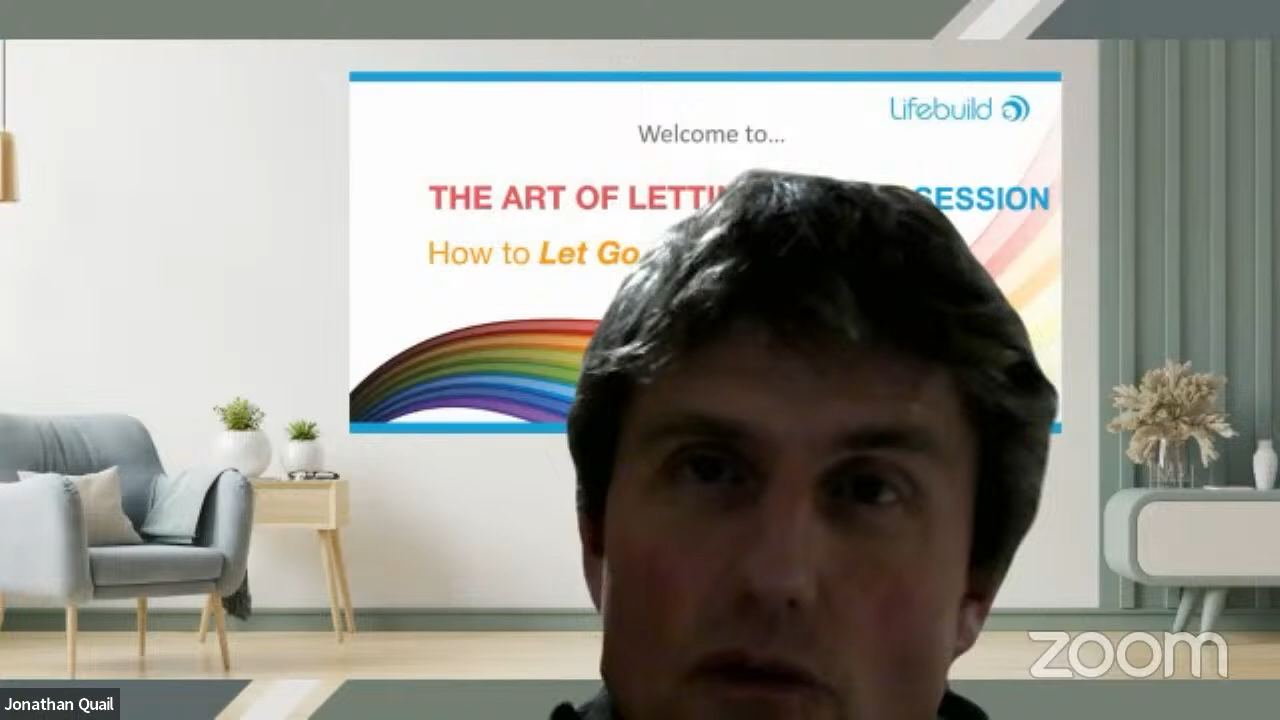 Lifebuild
Welcome to...
THE ART OF LETTI SESSION
How to Let Go
zoom
Jonathan Quail